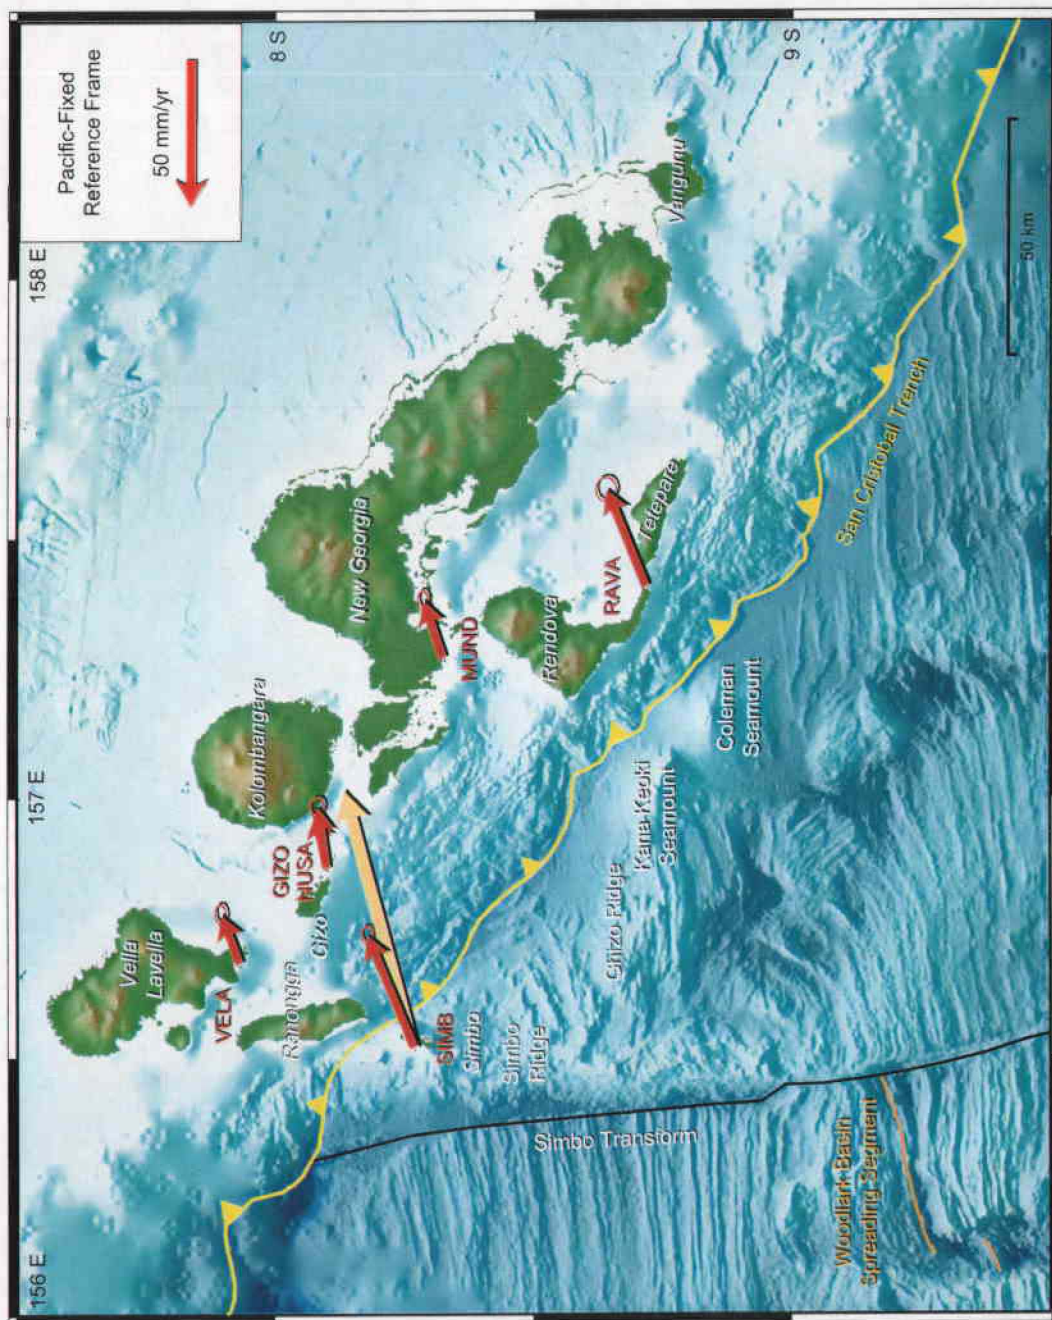 156 E
157 E
158 E
8 S
9 S
Pacific-Fixed
Reference Frame
50 mm/yr
Vella
Lavella
VELA
Ranongga
Gizo
GIZO
NUSA
Kolombangara
New Georgia
MUND
SIMB
Simbo
Simbo
Ridge
Rendova
RAVA
Tetepare
Vangunu
Ghizo Ridge
Kana Keoki
Seamount
Coleman
Seamount
San Cristobal Trench
Simbo Transform
Woodlark Basin
Spreading Segment
50 km